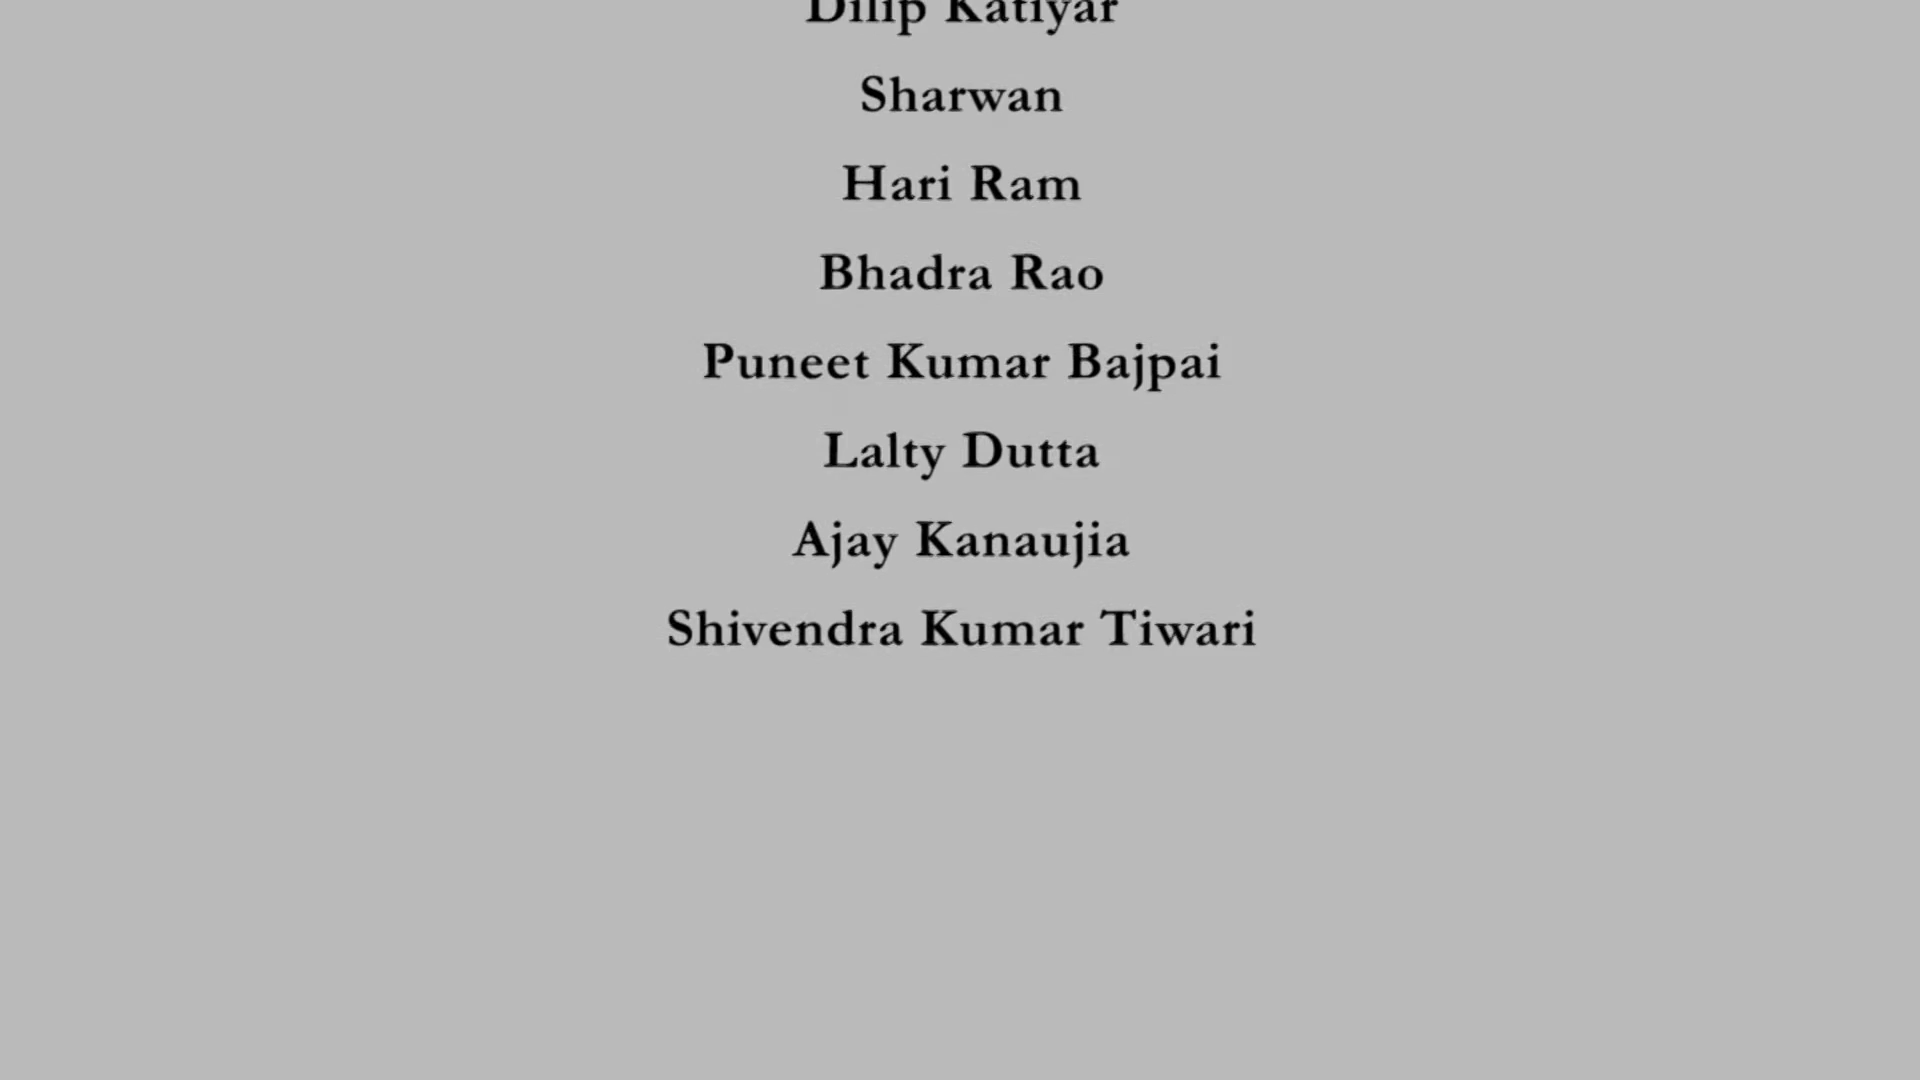 Dilip Katiyar
Sharwan
Hari Ram
Bhadra Rao
Puneet Kumar Bajpai
Lalty Dutta
Ajay Kanaujia
Shivendra Kumar Tiwari